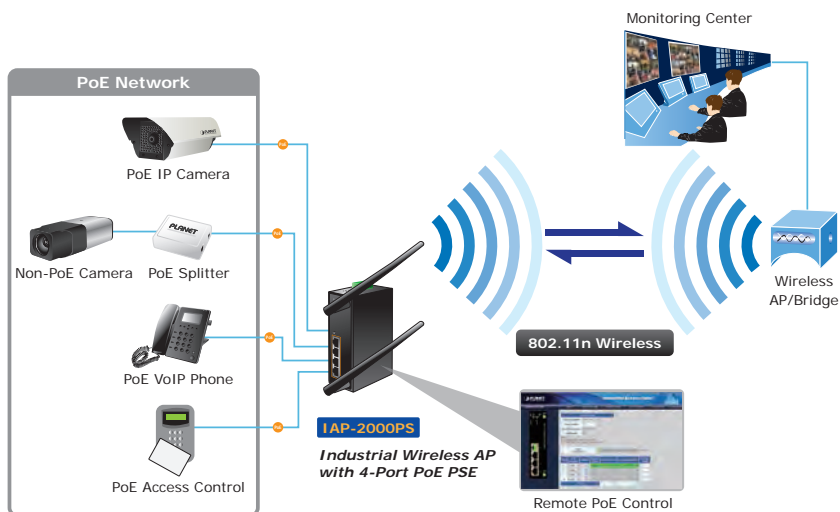 Monitoring Center
PoE Network
PoE IP Camera
PLANET
Non-PoE Camera
PoE Splitter
PoE VoIP Phone
PoE Access Control
IAP-2000PS
Industrial Wireless AP
with 4-Port PoE PSE
802.11n Wireless
Wireless
AP/Bridge
Remote PoE Control